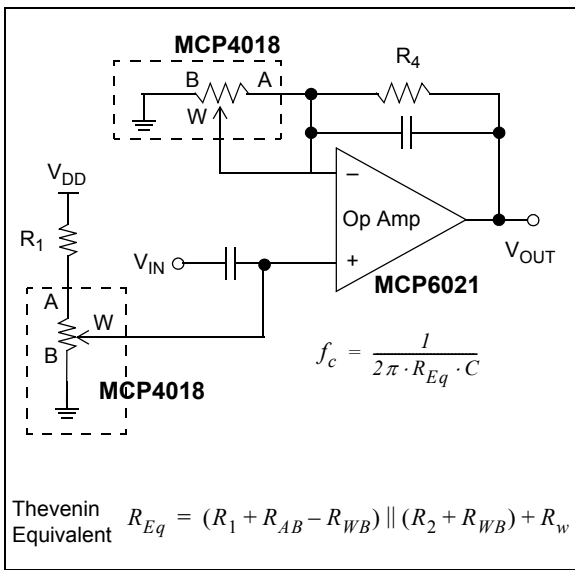 MCP4018
B A
R4
W
−
VDD
Op Amp
R1
VIN
+
VOUT
MCP6021
A
W
B
MCP4018
fc = 1 / (2π · REq · C)
Thevenin
Equivalent REq = (R1 + RAB − RWB) || (R2 + RWB) + Rw